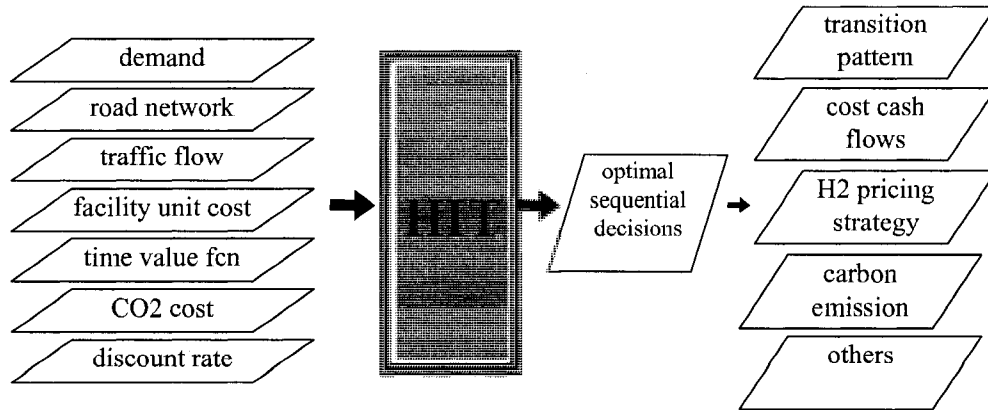 demand
road network
traffic flow
facility unit cost
time value fcn
CO2 cost
discount rate
HIT
optimal
sequential
decisions
transition
pattern
cost cash
flows
H2 pricing
strategy
carbon
emission
others